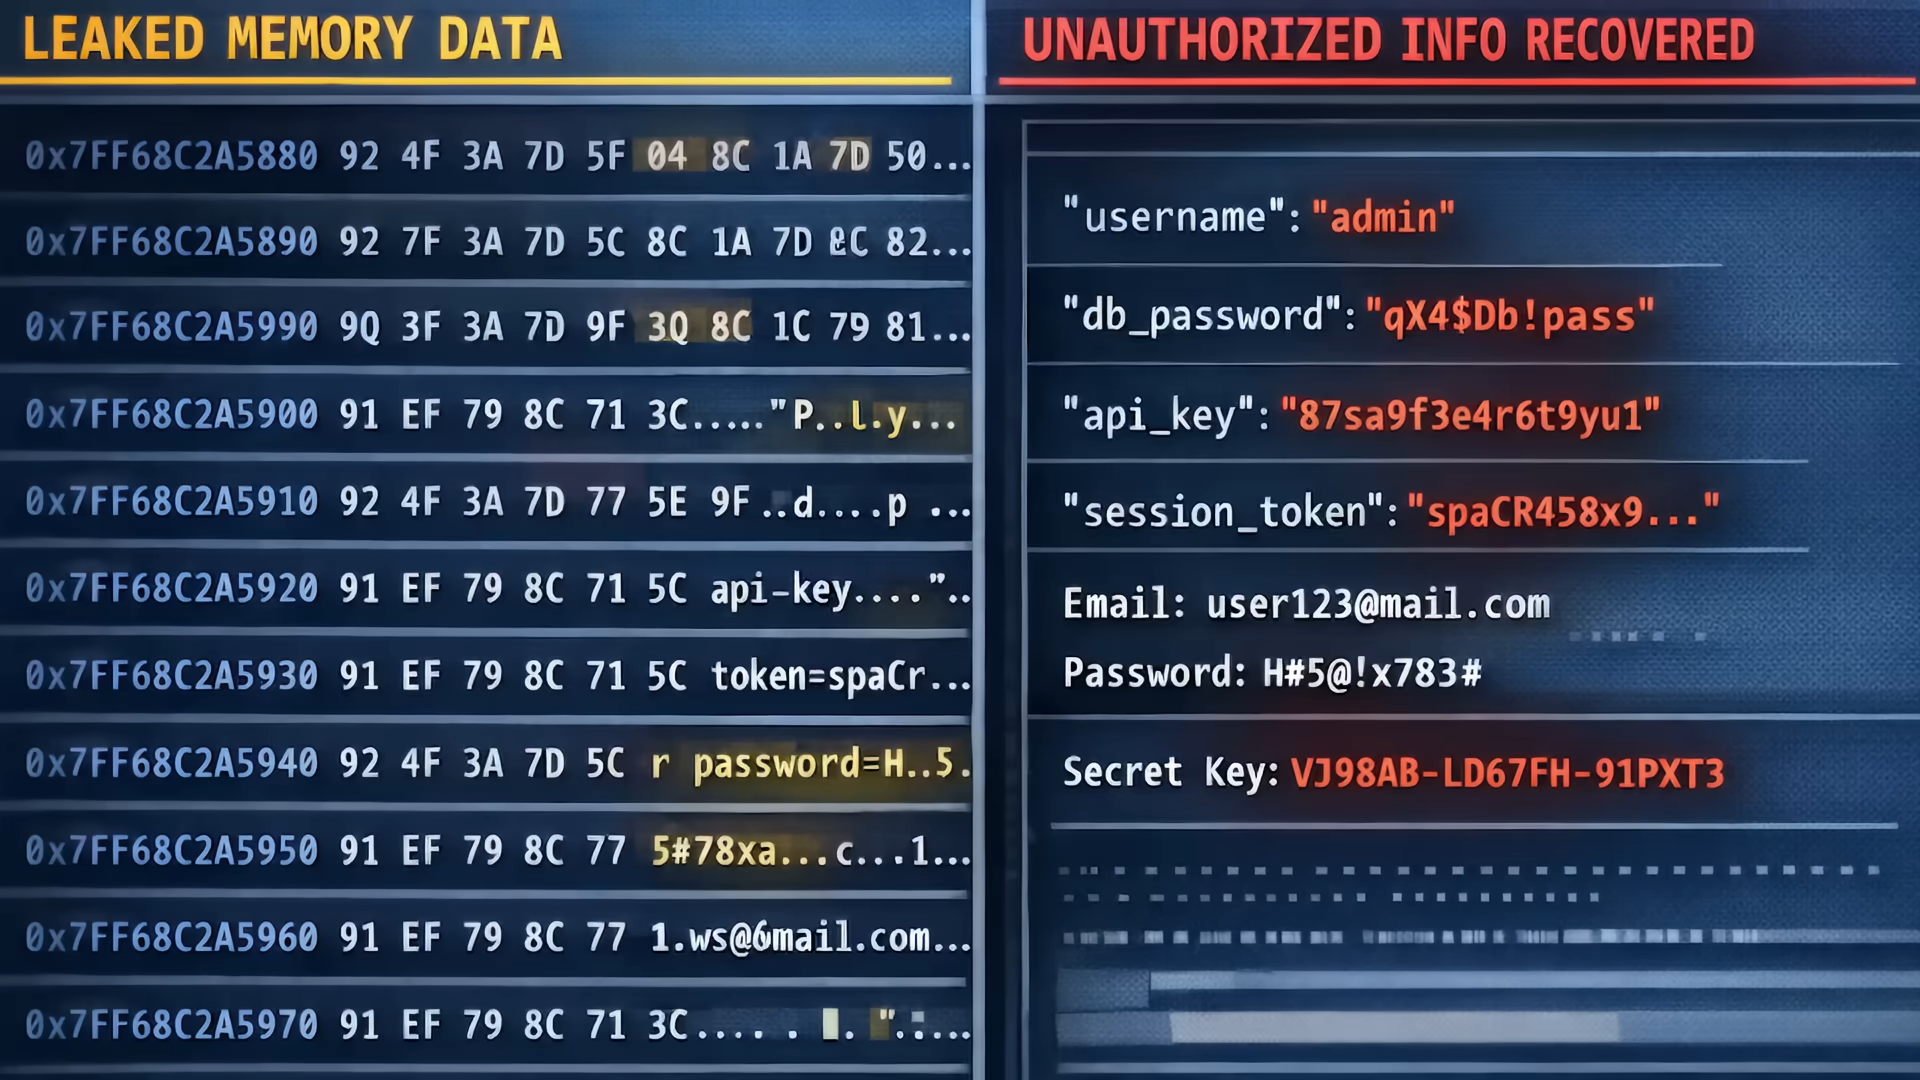 LEAKED MEMORY DATA
0x7FF68C2A5880 92 4F 3A 7D 5F 04 8C 1A 7D 50...
0x7FF68C2A5890 92 7F 3A 7D 5C 8C 1A 7D 82...
0x7FF68C2A5990 9Q 3F 3A 7D 9F 3Q 8C 1C 79 81...
0x7FF68C2A5900 91 EF 79 8C 71 3C....."P..l.y...
0x7FF68C2A5910 92 4F 3A 7D 77 5E 9F ..d....p ...
0x7FF68C2A5920 91 EF 79 8C 71 5C api-key...."..
0x7FF68C2A5930 91 EF 79 8C 71 5C token=spaCr...
0x7FF68C2A5940 92 4F 3A 7D 5C r password=H..5.
0x7FF68C2A5950 91 EF 79 8C 77 5#78xa...c...1...
0x7FF68C2A5960 91 EF 79 8C 77 1.ws@6mail.com...
0x7FF68C2A5970 91 EF 79 8C 71 3C..... . . ".:...
UNAUTHORIZED INFO RECOVERED
"username": "admin"
"db_password": "qX4$Db!pass"
"api_key": "87sa9f3e4r6t9yu1"
"session_token": "spaCR458x9..."
Email: user123@mail.com
Password: H#5@!x783#
Secret Key: VJ98AB-LD67FH-91PXT3